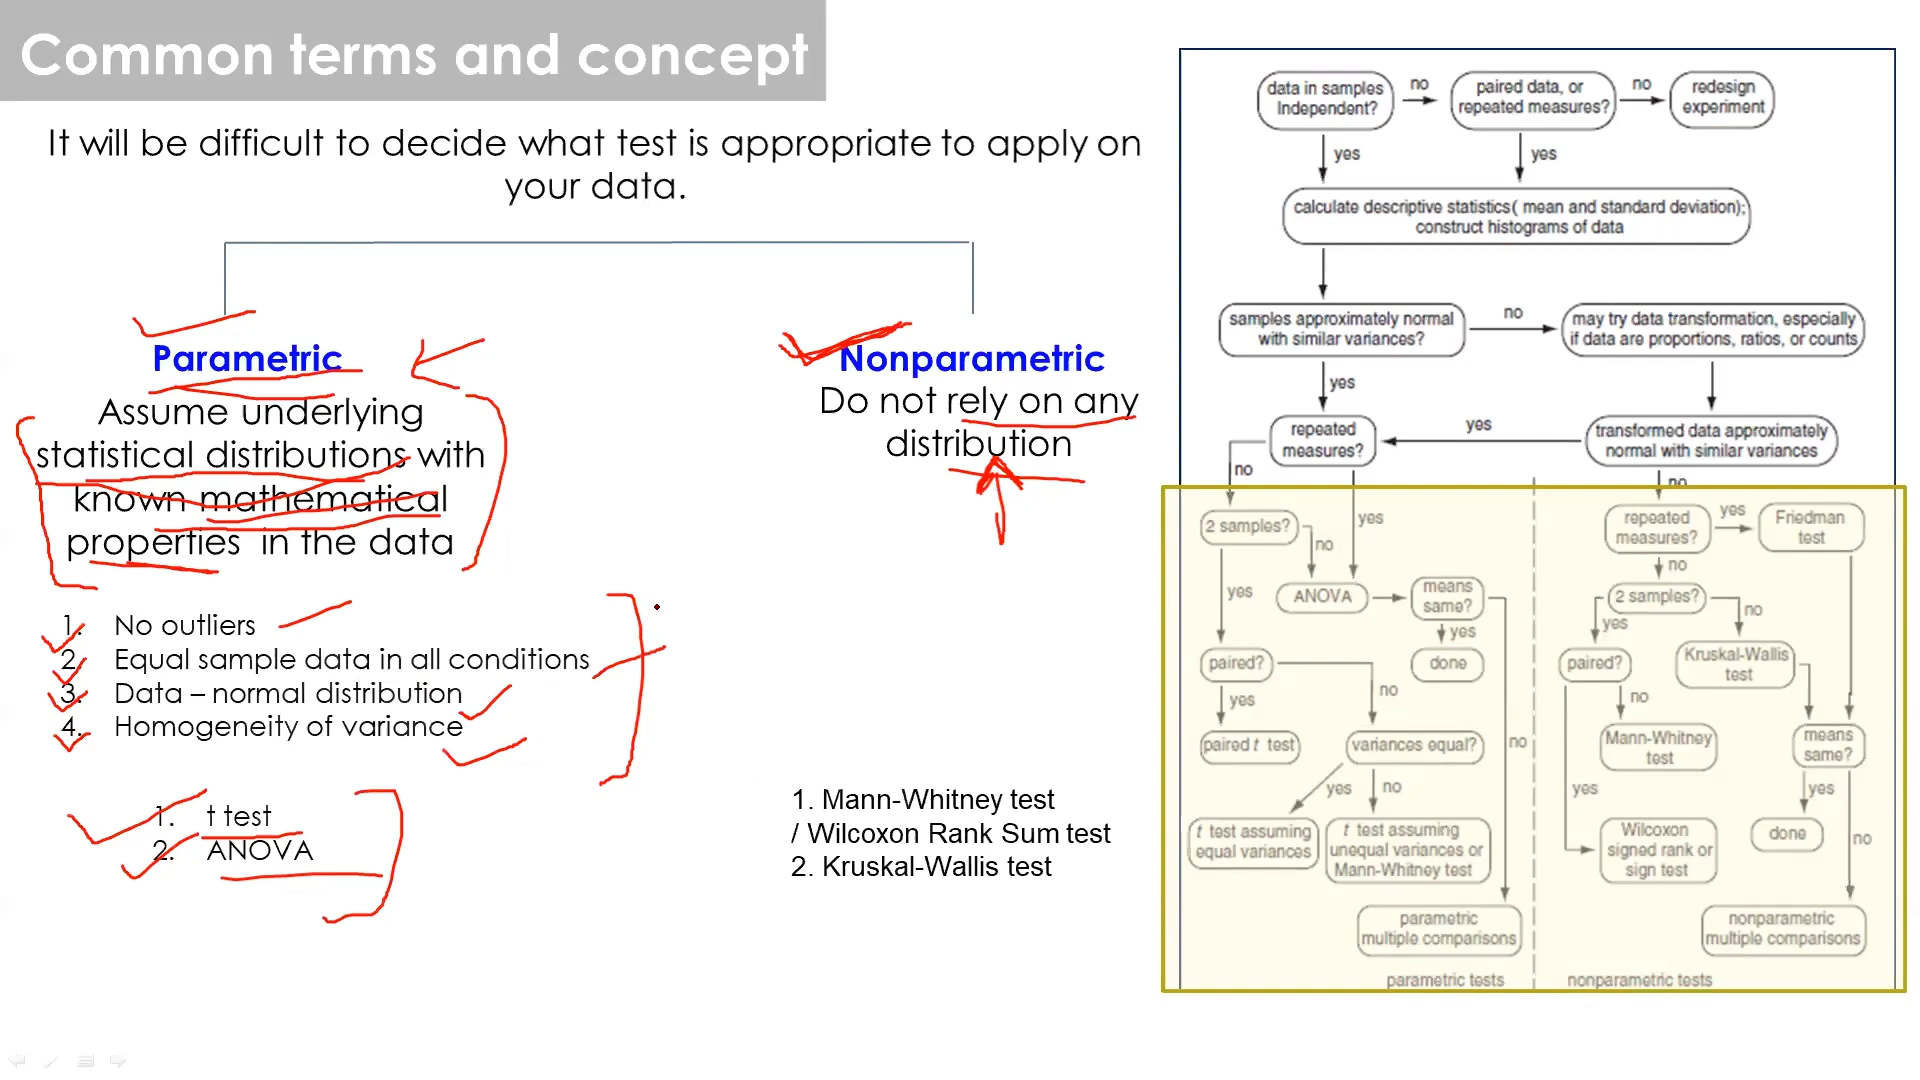 Common terms and concept
It will be difficult to decide what test is appropriate to apply on
your data.
Parametric
Assume underlying
statistical distributions with
known mathematical
properties in the data
1. No outliers
2. Equal sample data in all conditions
3. Data – normal distribution
4. Homogeneity of variance
1. t test
2. ANOVA
Nonparametric
Do not rely on any
distribution
1. Mann-Whitney test
/ Wilcoxon Rank Sum test
2. Kruskal-Wallis test
data in samples
Independent?
no
paired data, or
repeated measures?
no
redesign
experiment
yes
yes
calculate descriptive statistics( mean and standard deviation);
construct histograms of data
samples approximately normal
with similar variances?
no
may try data transformation, especially
if data are proportions, ratios, or counts
yes
repeated
measures?
yes
transformed data approximately
normal with similar variances
no
no
2 samples?
no
yes
repeated
measures?
yes
Friedman
test
yes
ANOVA
means
same?
no
2 samples?
no
yes
yes
paired?
done
paired?
Kruskal-Wallis
test
yes
no
no
paired t test
variances equal?
no
Mann-Whitney
test
means
same?
yes
no
yes
yes
t test assuming
equal variances
t test assuming
unequal variances or
Mann-Whitney test
Wilcoxon
signed rank or
sign test
done
no
parametric
multiple comparisons
nonparametric
multiple comparisons
parametric tests
nonparametric tests